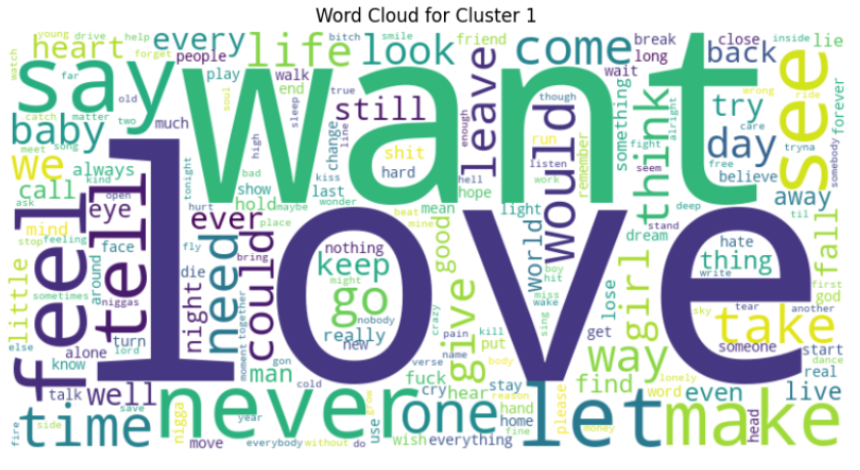 Word Cloud for Cluster 1
young drive help bitch smile friend break close inside
heart every life look come back lie
watch people long
forget play walk wait
say want see
far end true though wrong ride
catch matter old soul still leave something try forever
baby two much sleep line enough alright
meet song high change shit run fight care tryna
we always kiss hard would think day somebody
call kind bad show last hell listen remember seem free believe
ask open tonight hope work away
feel tell eye hurt maybe wonder mean light deep til
mind ever hold beat good world dream fall
stop feeling face fly place mine stand
love
need could nothing keep boy hate thing
around die bring might hit write god
little sometimes night go give girl tear first
niggas really nobody miss lose sky another
else turn together new crazy wake get take
alone lord moment pain kill sing way someone start
know man gon verse name put dance
talk well cold fuck body stay find lonely real
time never one let make
save cry hear reason please word even live
fire nigga year grow hand home money head
side use wish fine
move everybody without do everything